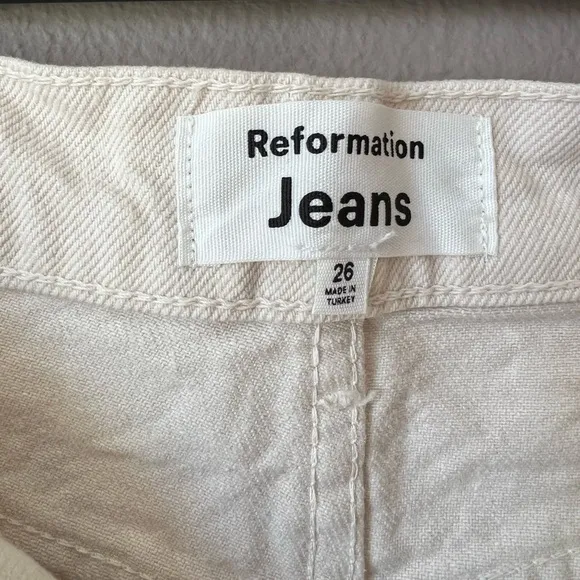 Reformation
Jeans
26
MADE IN
TURKEY